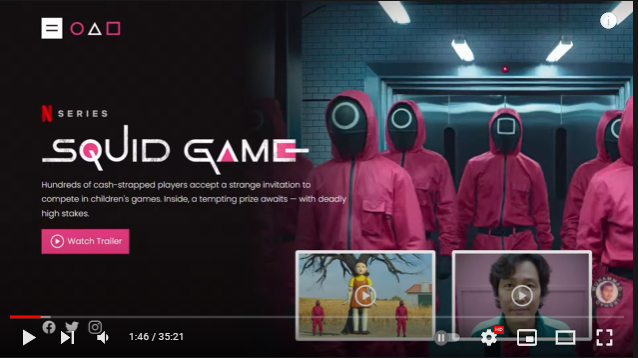 N SERIES
SQUID GAME
Hundreds of cash-strapped players accept a strange invitation to
compete in children's games. Inside, a tempting prize awaits — with deadly
high stakes.
Watch Trailer
1:46 / 35:21
HD